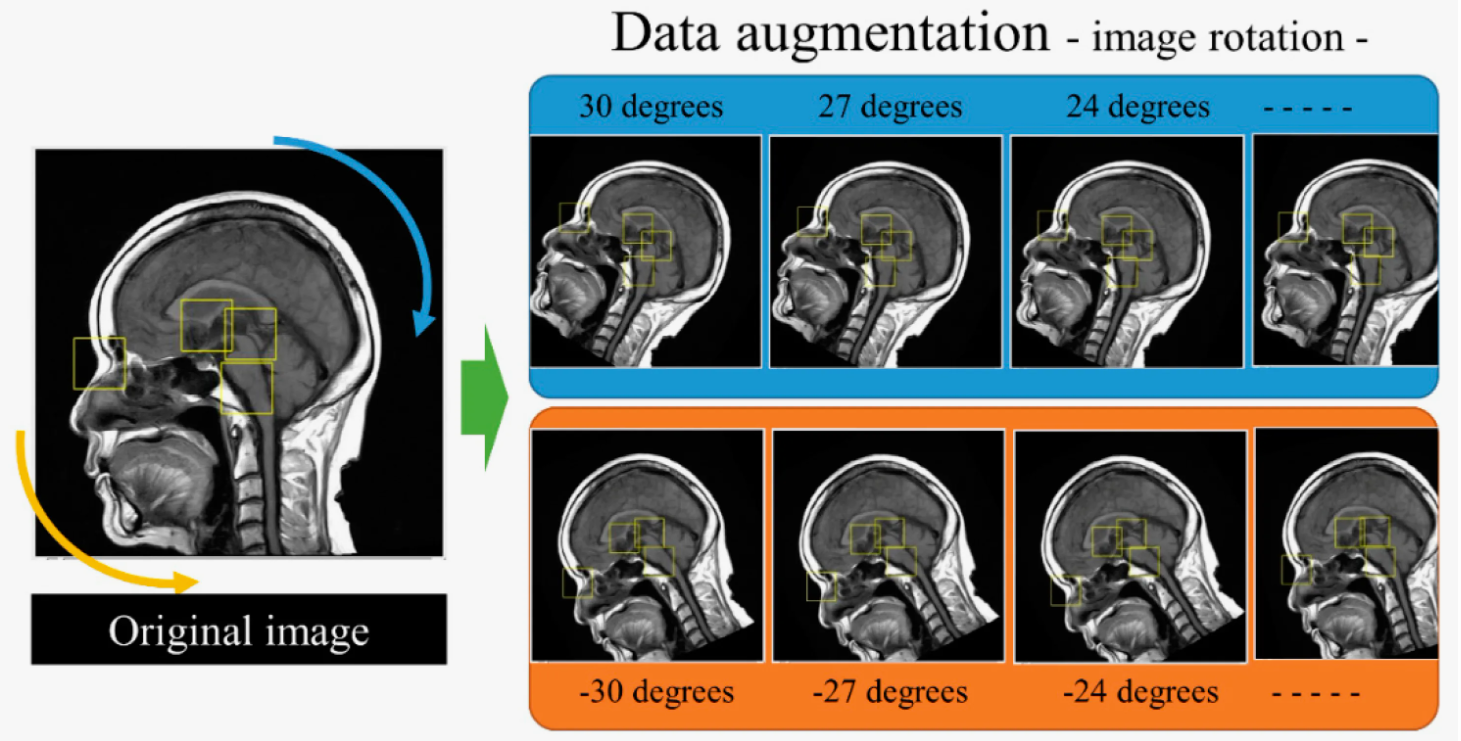 Data augmentation - image rotation -
30 degrees 27 degrees 24 degrees - - - - -
Original image
-30 degrees -27 degrees -24 degrees - - - - -